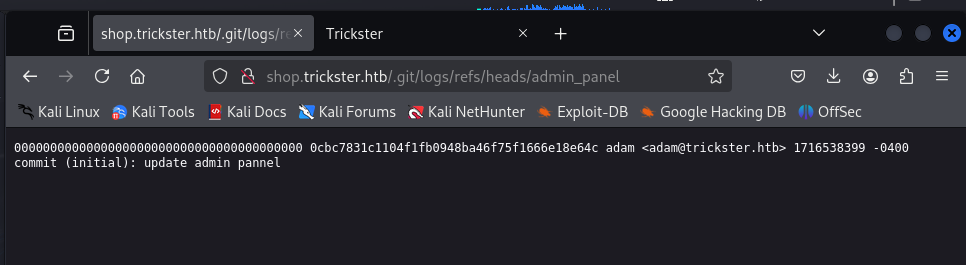 shop.trickster.htb/.git/logs/re
Trickster
shop.trickster.htb/.git/logs/refs/heads/admin_panel
Kali Linux Kali Tools Kali Docs Kali Forums Kali NetHunter Exploit-DB Google Hacking DB OffSec
0000000000000000000000000000000000000000 0cbc7831c1104f1fb0948ba46f75f1666e18e64c adam <adam@trickster.htb> 1716538399 -0400
commit (initial): update admin pannel